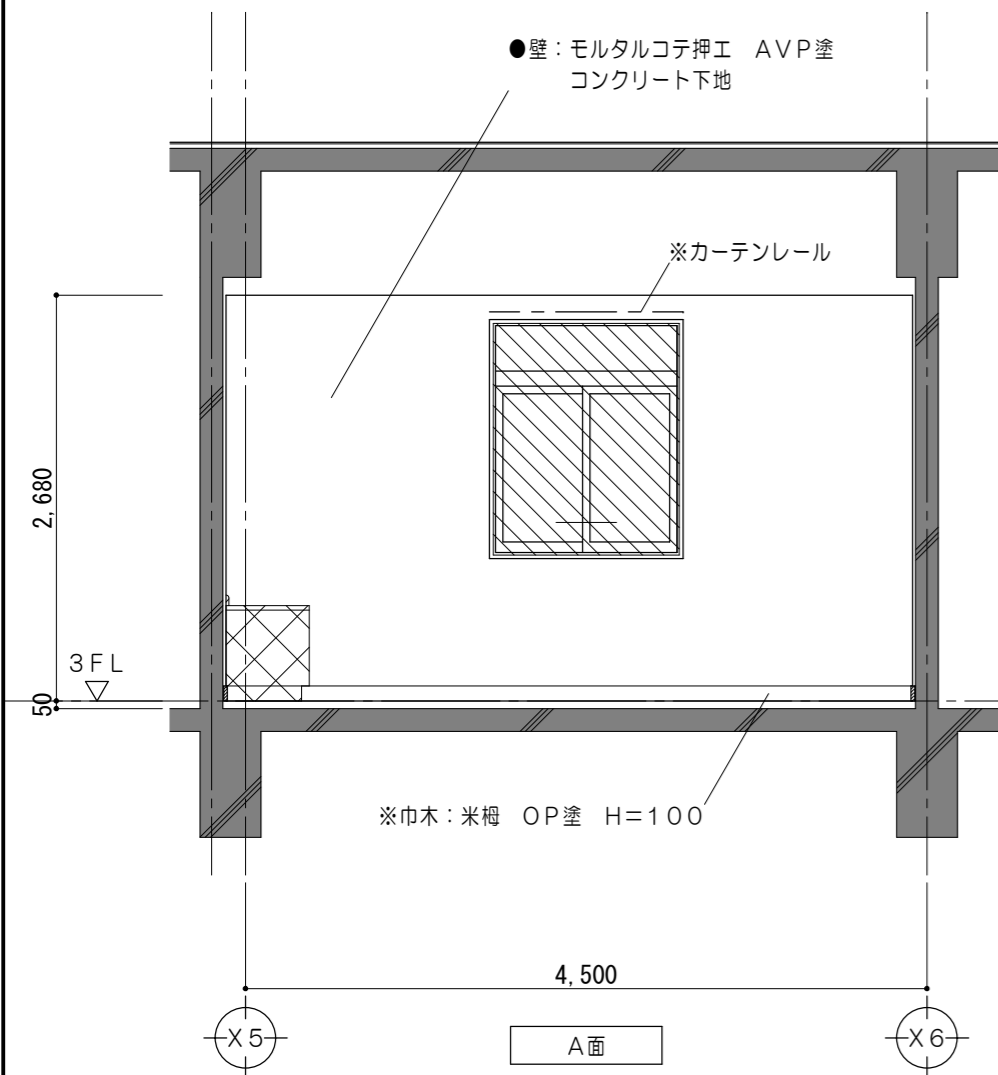 ●壁：モルタルコテ押エ　ＡＶＰ塗
コンクリート下地
※カーテンレール
2,680
３ＦＬ
50
※巾木：米栂　ＯＰ塗　Ｈ＝１００
4,500
Ｘ５
Ａ面
Ｘ６